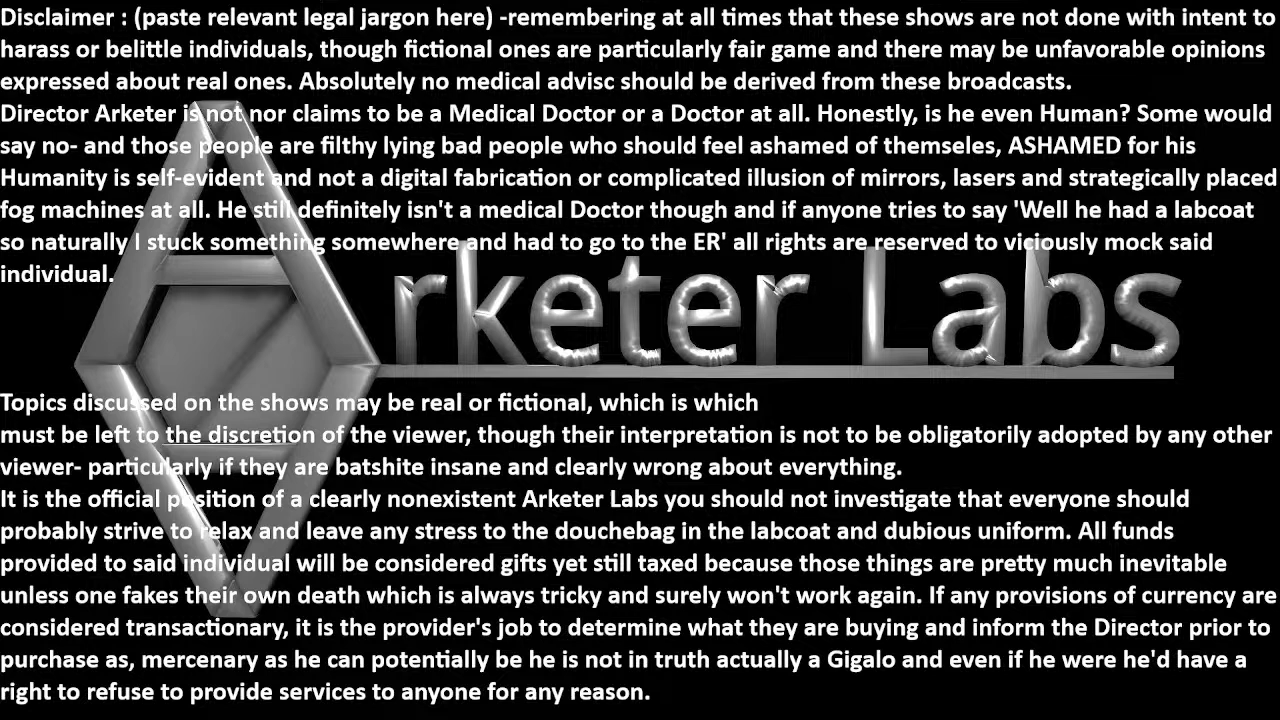 Disclaimer : (paste relevant legal jargon here) -remembering at all times that these shows are not done with intent to
harass or belittle individuals, though fictional ones are particularly fair game and there may be unfavorable opinions
expressed about real ones. Absolutely no medical advisc should be derived from these broadcasts.
Director Arketer is not nor claims to be a Medical Doctor or a Doctor at all. Honestly, is he even Human? Some would
say no- and those people are filthy lying bad people who should feel ashamed of themseles, ASHAMED for his
Humanity is self-evident and not a digital fabrication or complicated illusion of mirrors, lasers and strategically placed
fog machines at all. He still definitely isn't a medical Doctor though and if anyone tries to say 'Well he had a labcoat
so naturally I stuck something somewhere and had to go to the ER' all rights are reserved to viciously mock said
individual.
Arketer Labs
Topics discussed on the shows may be real or fictional, which is which
must be left to the discretion of the viewer, though their interpretation is not to be obligatorily adopted by any other
viewer- particularly if they are batshite insane and clearly wrong about everything.
It is the official position of a clearly nonexistent Arketer Labs you should not investigate that everyone should
probably strive to relax and leave any stress to the douchebag in the labcoat and dubious uniform. All funds
provided to said individual will be considered gifts yet still taxed because those things are pretty much inevitable
unless one fakes their own death which is always tricky and surely won't work again. If any provisions of currency are
considered transactionary, it is the provider's job to determine what they are buying and inform the Director prior to
purchase as, mercenary as he can potentially be he is not in truth actually a Gigalo and even if he were he'd have a
right to refuse to provide services to anyone for any reason.